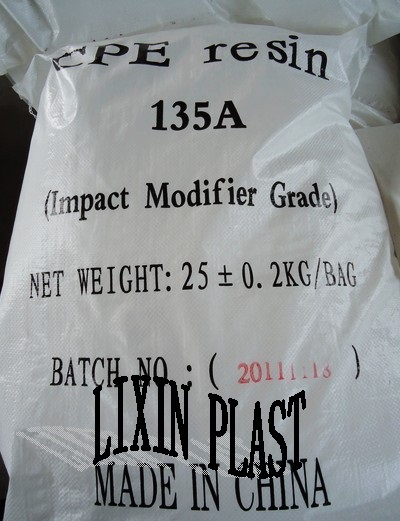 CPE resin
135A
(Impact Modifier Grade)
NET WEIGHT: 25±0.2KG/BAG
BATCH NO.: ( )
LIXIN PLAST
MADE IN CHINA